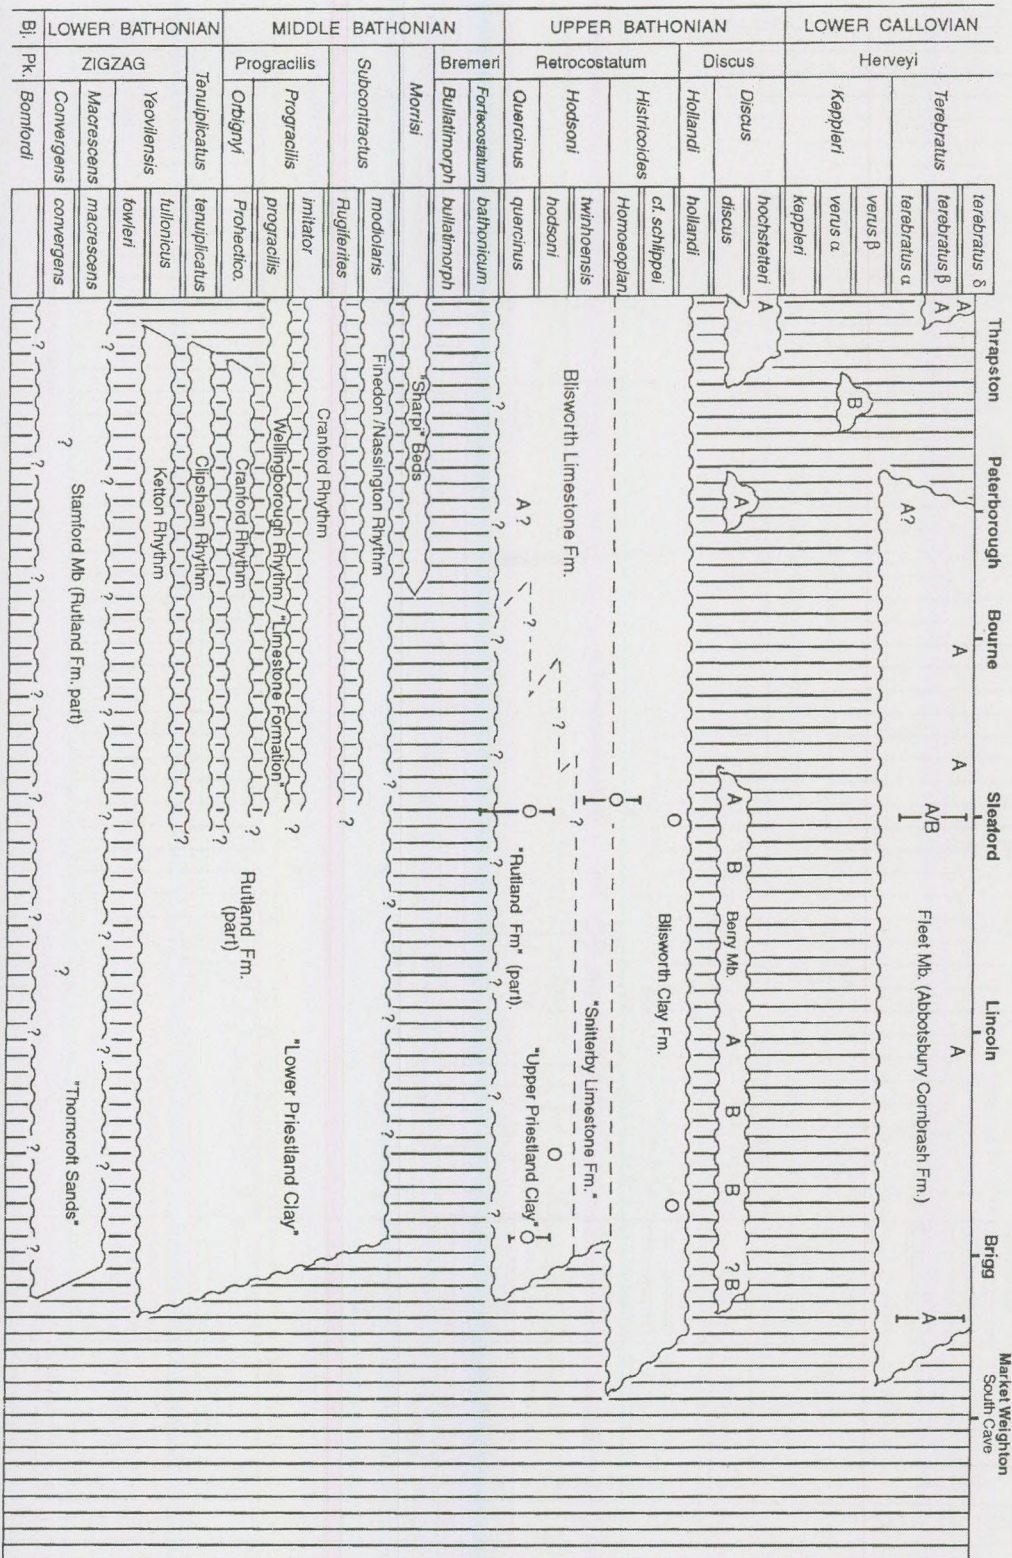 Bj.
LOWER BATHONIAN
MIDDLE BATHONIAN
UPPER BATHONIAN
LOWER CALLOVIAN
Pk.
ZIGZAG
Progracilis
Bremeri
Retrocostatum
Discus
Herveyi
Bomfordi
Convergens
Macrescens
Yeovilensis
Tenuiplicatus
Orbignyi
Progracilis
Subcontractus
Morrisi
Bullatimorph
Fortecostatum
Quercinus
Hodsoni
Histricoides
Hollandi
Discus
Keppleri
Terebratus
convergens
macrescens
fowleri
fullonicus
tenuiplicatus
Prohectico.
progracilis
imitator
Rugiferites
modiolaris
bullatimorph
bathonicum
quercinus
hodsoni
twinhoensis
Homoeoplan.
cf. schlippei
hollandi
discus
hochstetteri
keppleri
verus α
verus β
terebratus α
terebratus β
terebratus δ
Thrapston
Peterborough
Bourne
Sleaford
Lincoln
Brigg
Market Weighton
South Cave
A
A
A
B
A
A?
A
A
A/B
A
A
Fleet Mb. (Abbotsbury Cornbrash Fm.)
A
B
Berry Mb.
A
B
B
? B
O
Blisworth Clay Fm.
O
Blisworth Limestone Fm.
O
?
"Snitterby Limestone Fm."
A ?
?
?
O
"Rutland Fm" (part).
"Upper Priestland Clay"
O
O
"Sharpi" Beds
Finedon /Nassington Rhythm
Cranford Rhythm
Wellingborough Rhythm / "Limestone Formation"
Cranford Rhythm
Clipsham Rhythm
Ketton Rhythm
Rutland Fm.
(part)
"Lower Priestland Clay"
?
Stamford Mb (Rutland Fm. part)
?
"Thorncroft Sands"